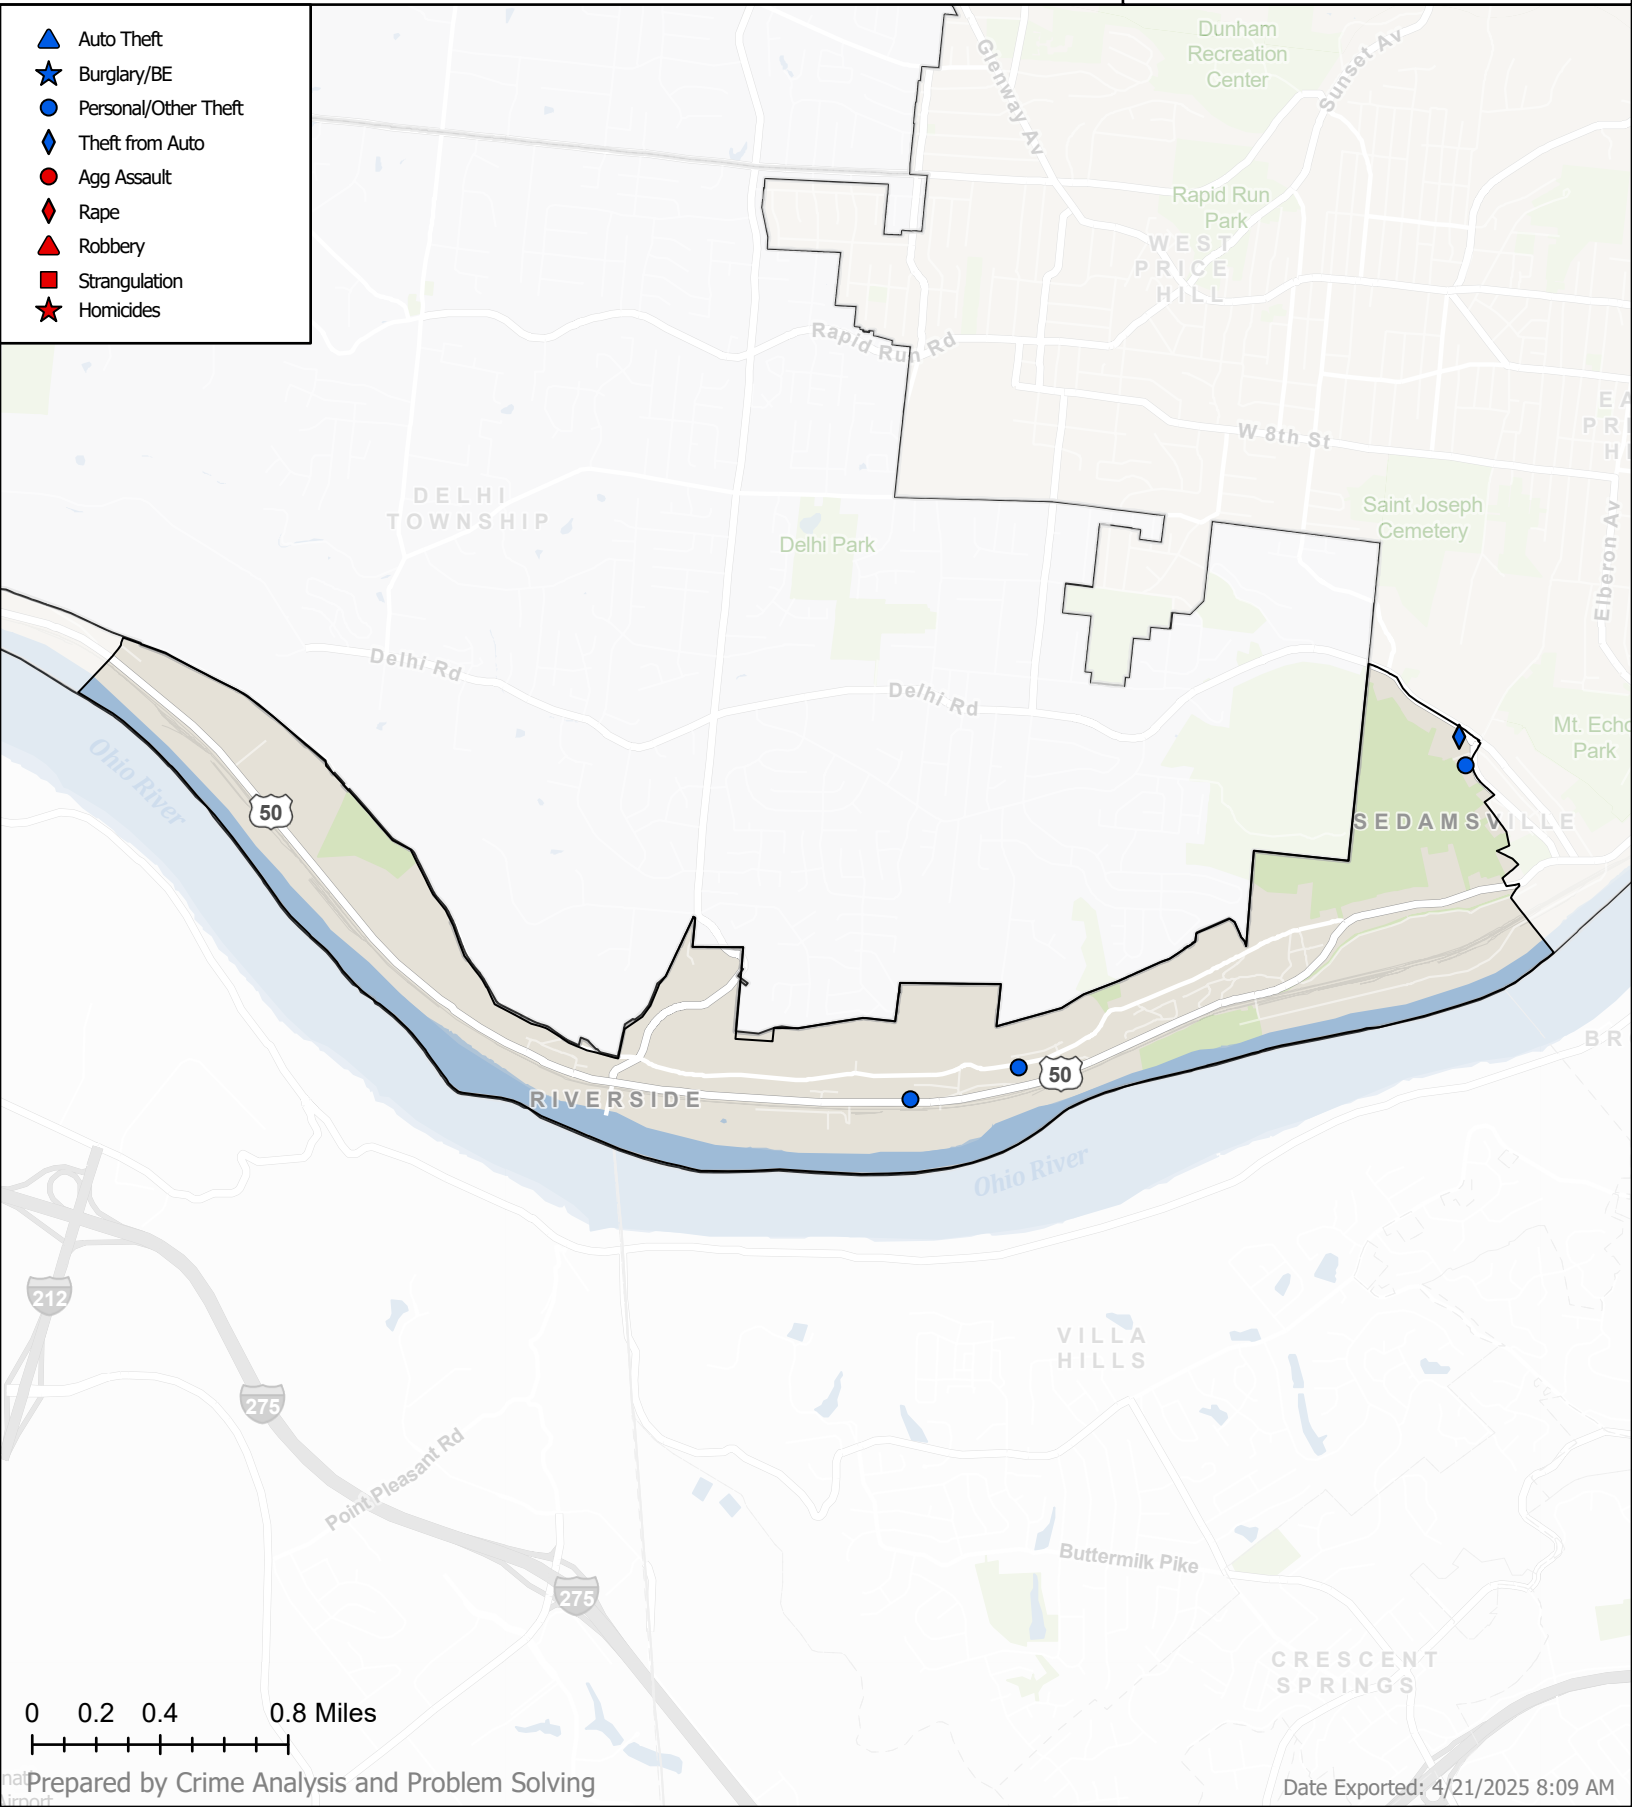 Auto Theft
Burglary/BE
Personal/Other Theft
Theft from Auto
Agg Assault
Rape
Robbery
Strangulation
Homicides
Dunham
Recreation
Center
Glenway Av
Sunset Av
Rapid Run
Park
WEST
PRICE
HILL
Rapid Run Rd
W 8th St
DELHI
TOWNSHIP
Delhi Park
Saint Joseph
Cemetery
Elberon Av
Delhi Rd
Delhi Rd
Mt. Echo
Park
Ohio River
50
SEDAMSVILLE
50
RIVERSIDE
BR
Ohio River
212
VILLA
HILLS
275
Point Pleasant Rd
Buttermilk Pike
275
CRESCENT
SPRINGS
0 0.2 0.4 0.8 Miles
Prepared by Crime Analysis and Problem Solving
Date Exported: 4/21/2025 8:09 AM